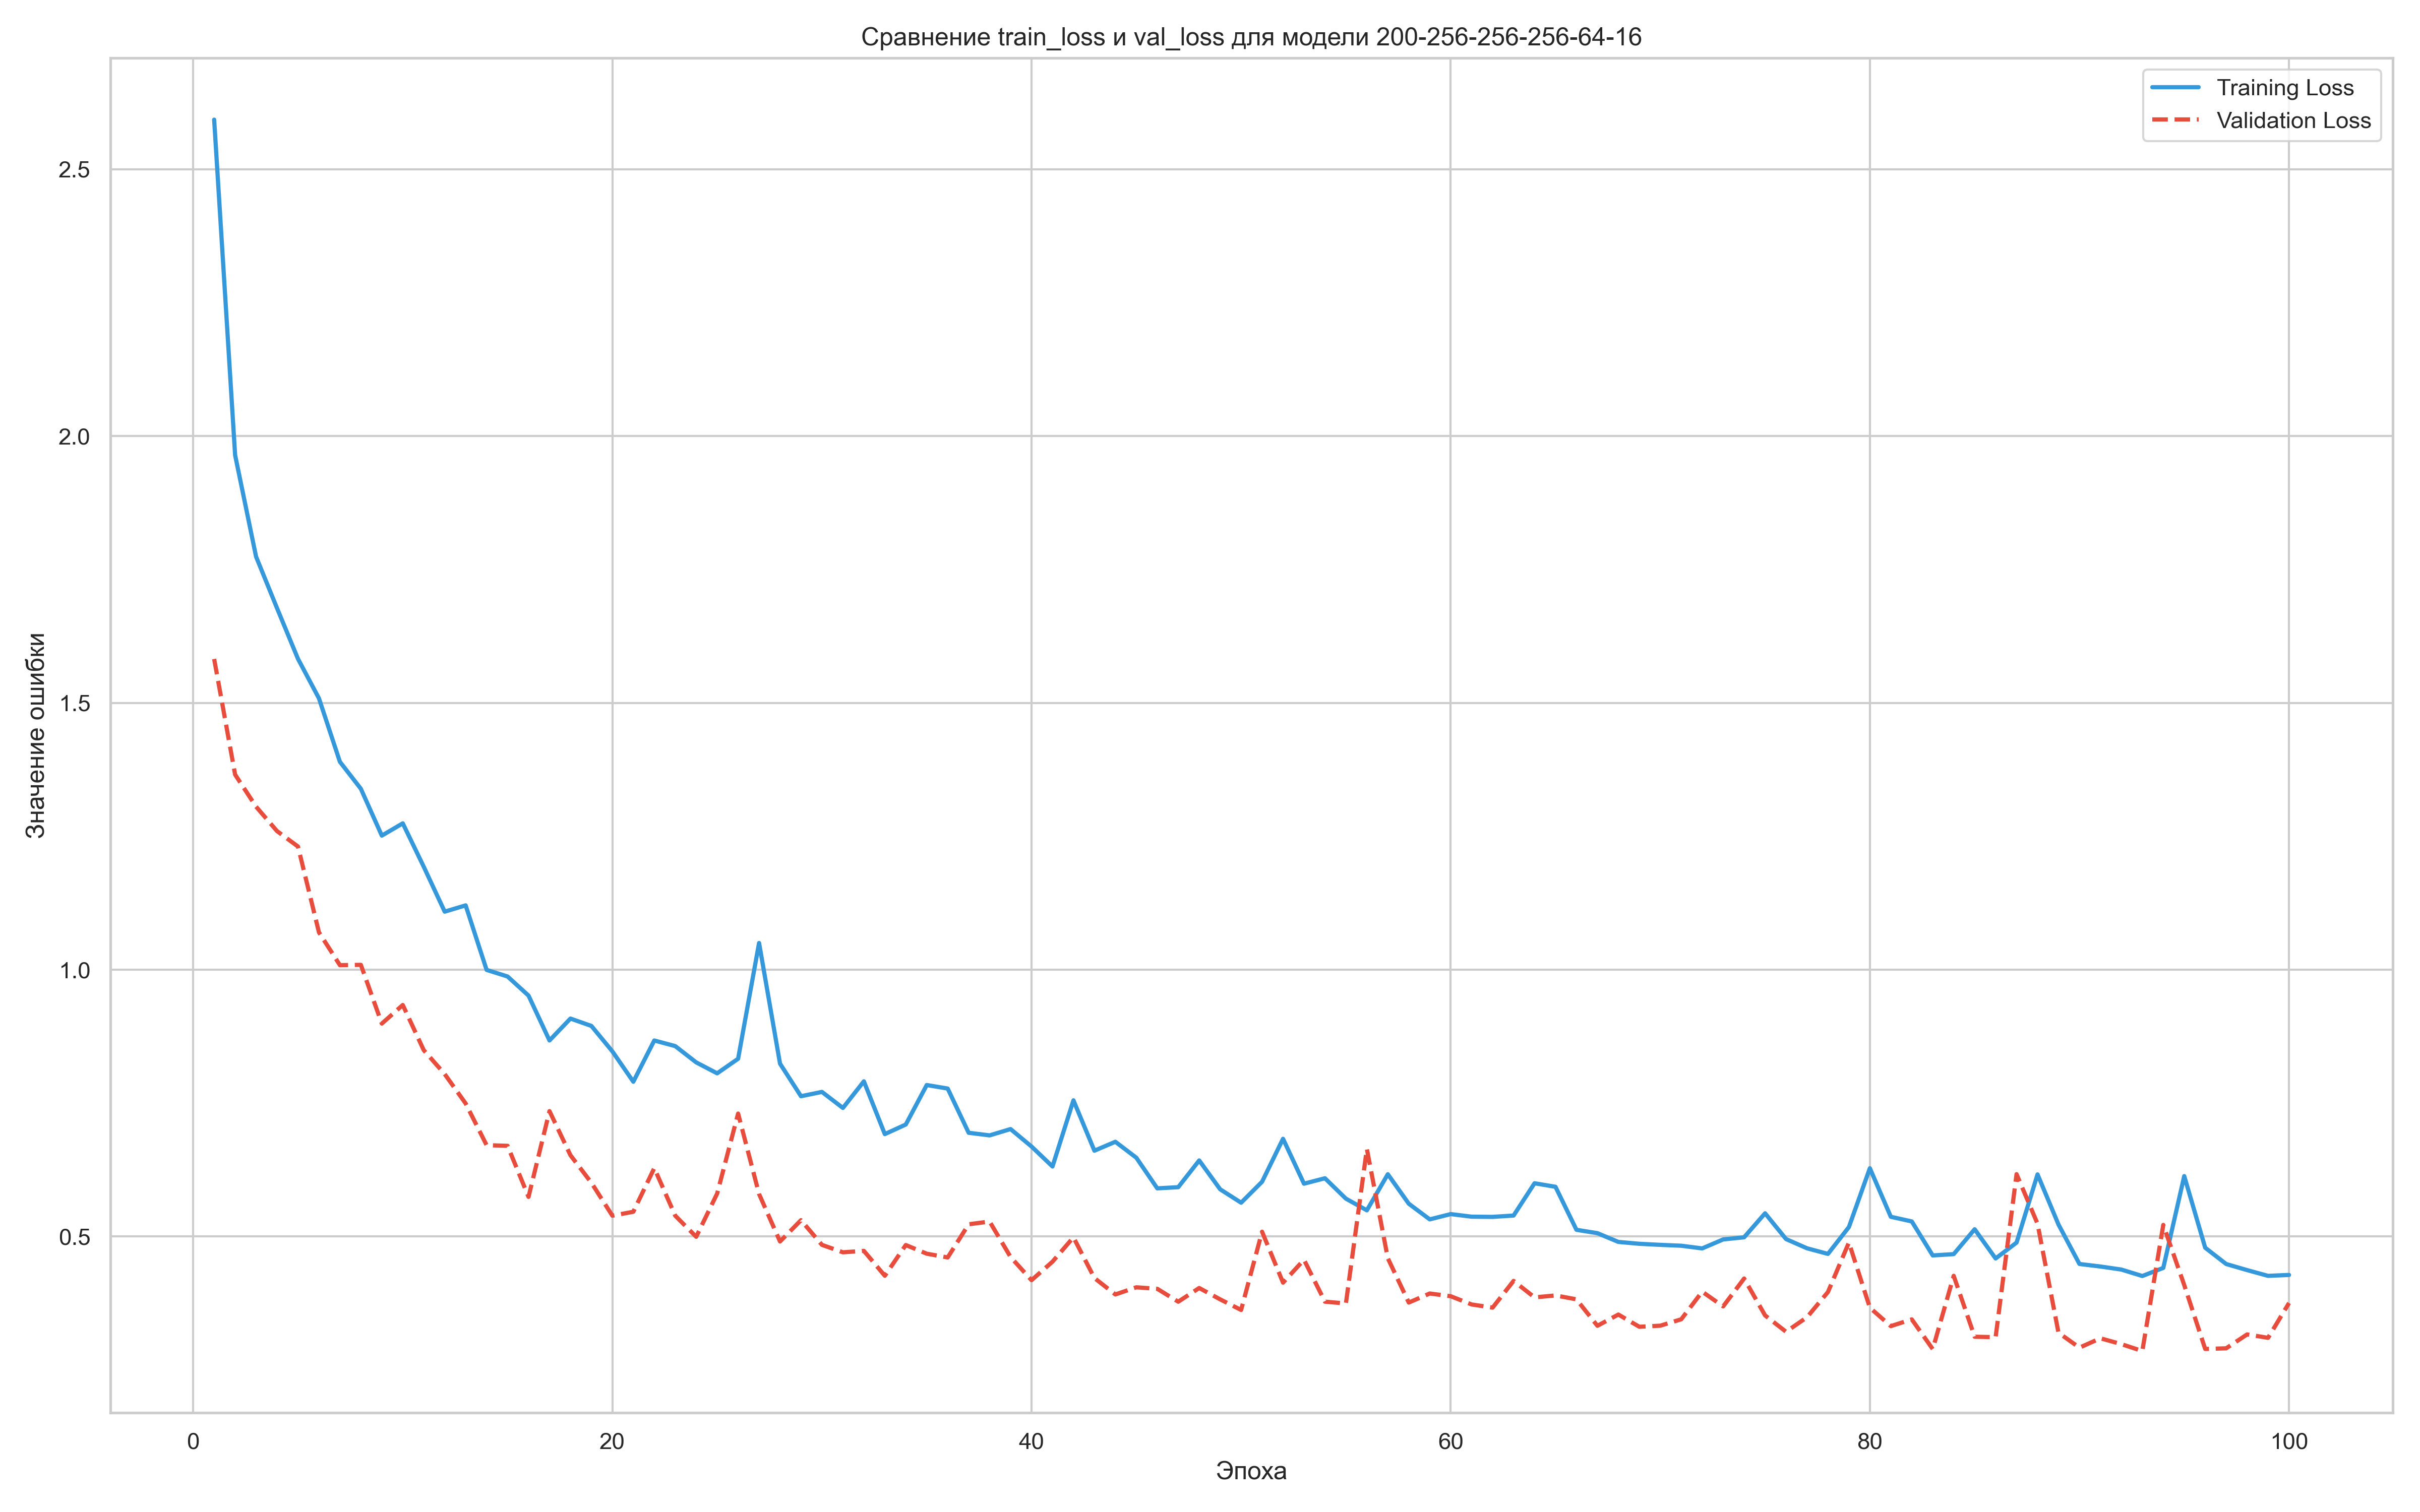 Сравнение train_loss и val_loss для модели 200-256-256-256-64-16
Training Loss
Validation Loss
2.5
2.0
1.5
1.0
0.5
Значение ошибки
0
20
40
60
80
100
Эпоха